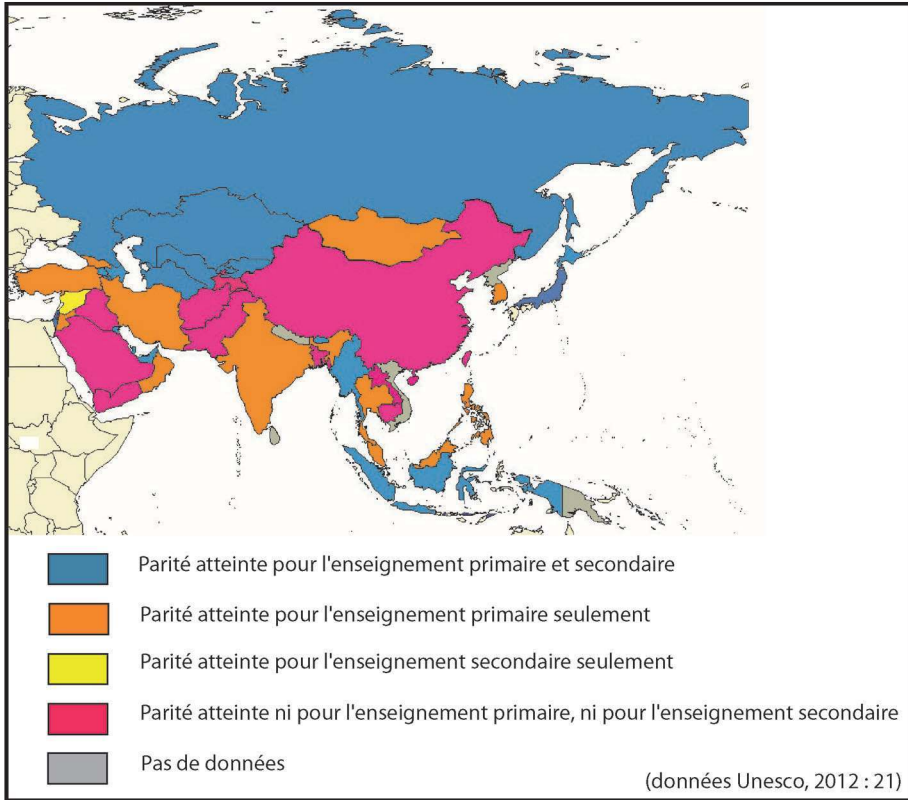 Parité atteinte pour l'enseignement primaire et secondaire
Parité atteinte pour l'enseignement primaire seulement
Parité atteinte pour l'enseignement secondaire seulement
Parité atteinte ni pour l'enseignement primaire, ni pour l'enseignement secondaire
Pas de données
(données Unesco, 2012 : 21)